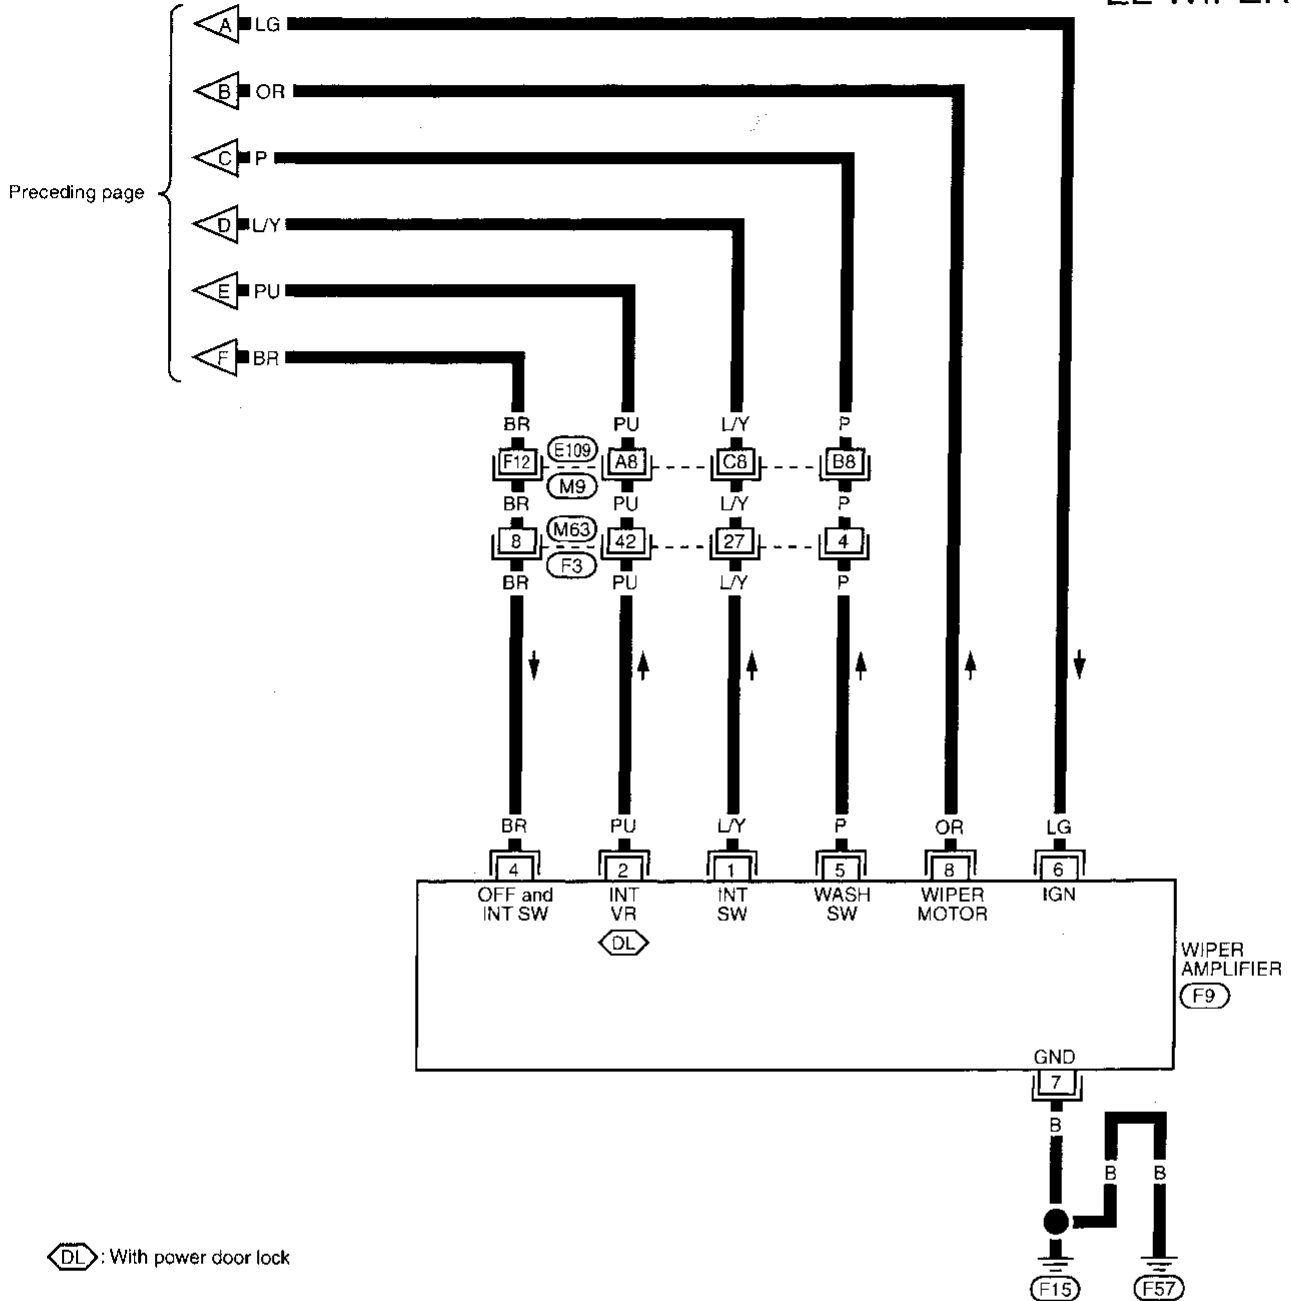 A LG
B OR
C P
Preceding page
D L/Y
E PU
F BR
BR PU L/Y P
F12 E109 A8 C8 B8
M9
BR PU L/Y P
8 M63 42 27 4
F3
BR PU L/Y P
BR PU L/Y P OR LG
4 2 1 5 8 6
OFF and INT SW
INT VR
INT SW
WASH SW
WIPER MOTOR
IGN
DL
WIPER
AMPLIFIER
F9
GND
7
B
B B
DL : With power door lock
F15 F57